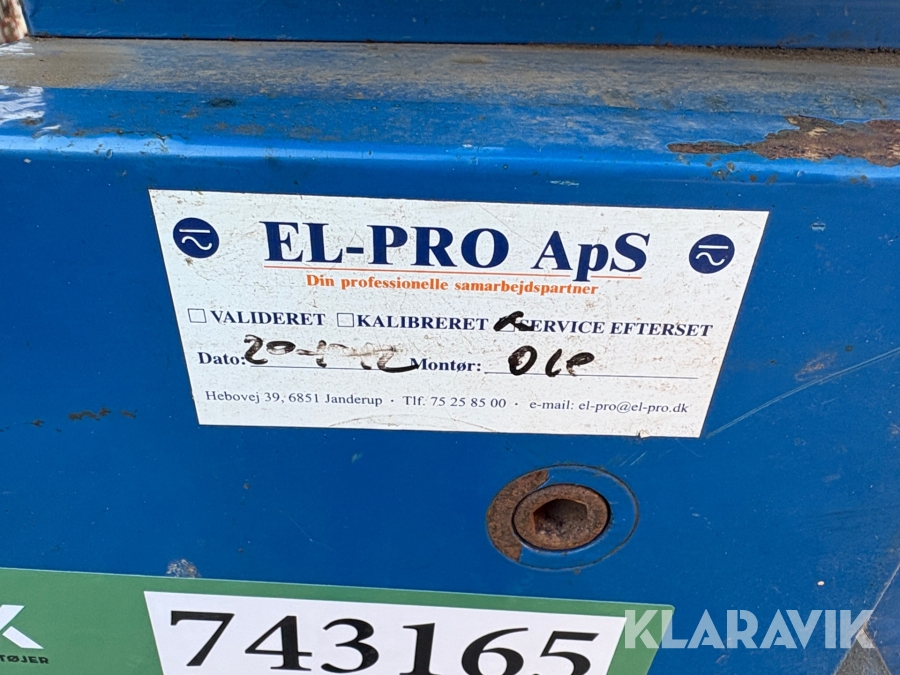 EL-PRO ApS
Din professionelle samarbejdspartner
VALIDERET KALIBRERET SERVICE EFTERSET
Dato: Montør: Ole
Hebovej 39, 6851 Janderup · Tlf. 75 25 85 00 · e-mail: el-pro@el-pro.dk
743165
KLARAVIK